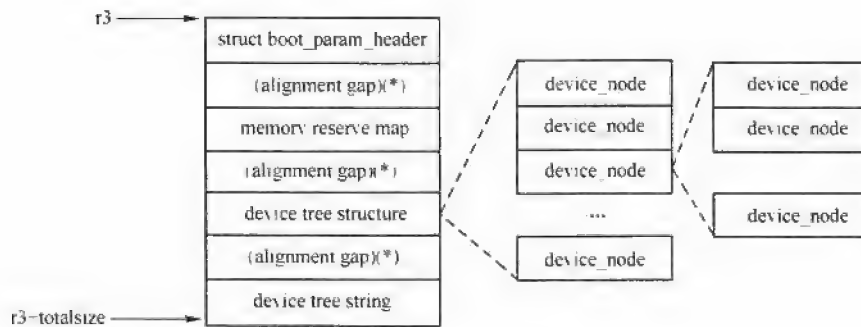 r3
struct boot_param_header
(alignment gap)(*)
memory reserve map
(alignment gap)(*)
device tree structure
(alignment gap)(*)
device tree string
r3-totalsize
device_node
device_node
device_node
....
device_node
device_node
device_node
device_node